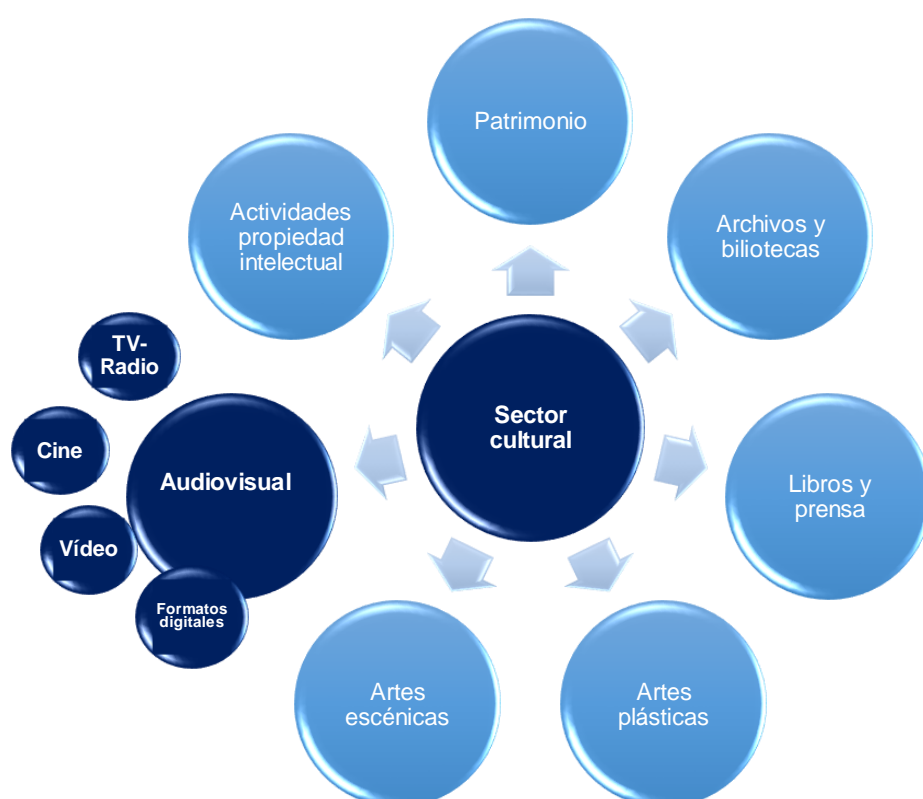 Patrimonio
Actividades
propiedad
intelectual
Archivos y
biliotecas
TV-
Radio
Sector
cultural
Cine
Audiovisual
Libros y
prensa
Vídeo
Formatos
digitales
Artes
escénicas
Artes
plásticas